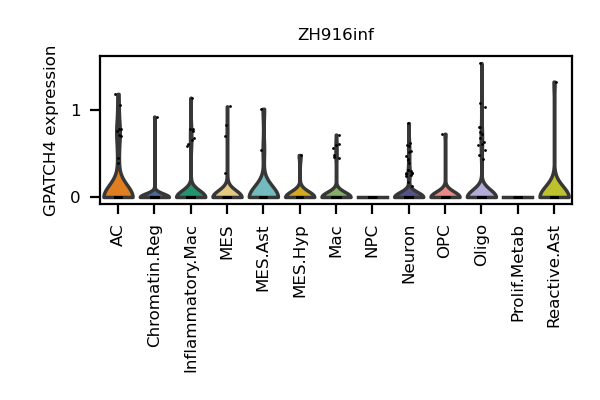 ZH916inf
GPATCH4 expression
1
0
AC
Chromatin.Reg
Inflammatory.Mac
MES
MES.Ast
MES.Hyp
Mac
NPC
Neuron
OPC
Oligo
Prolif.Metab
Reactive.Ast